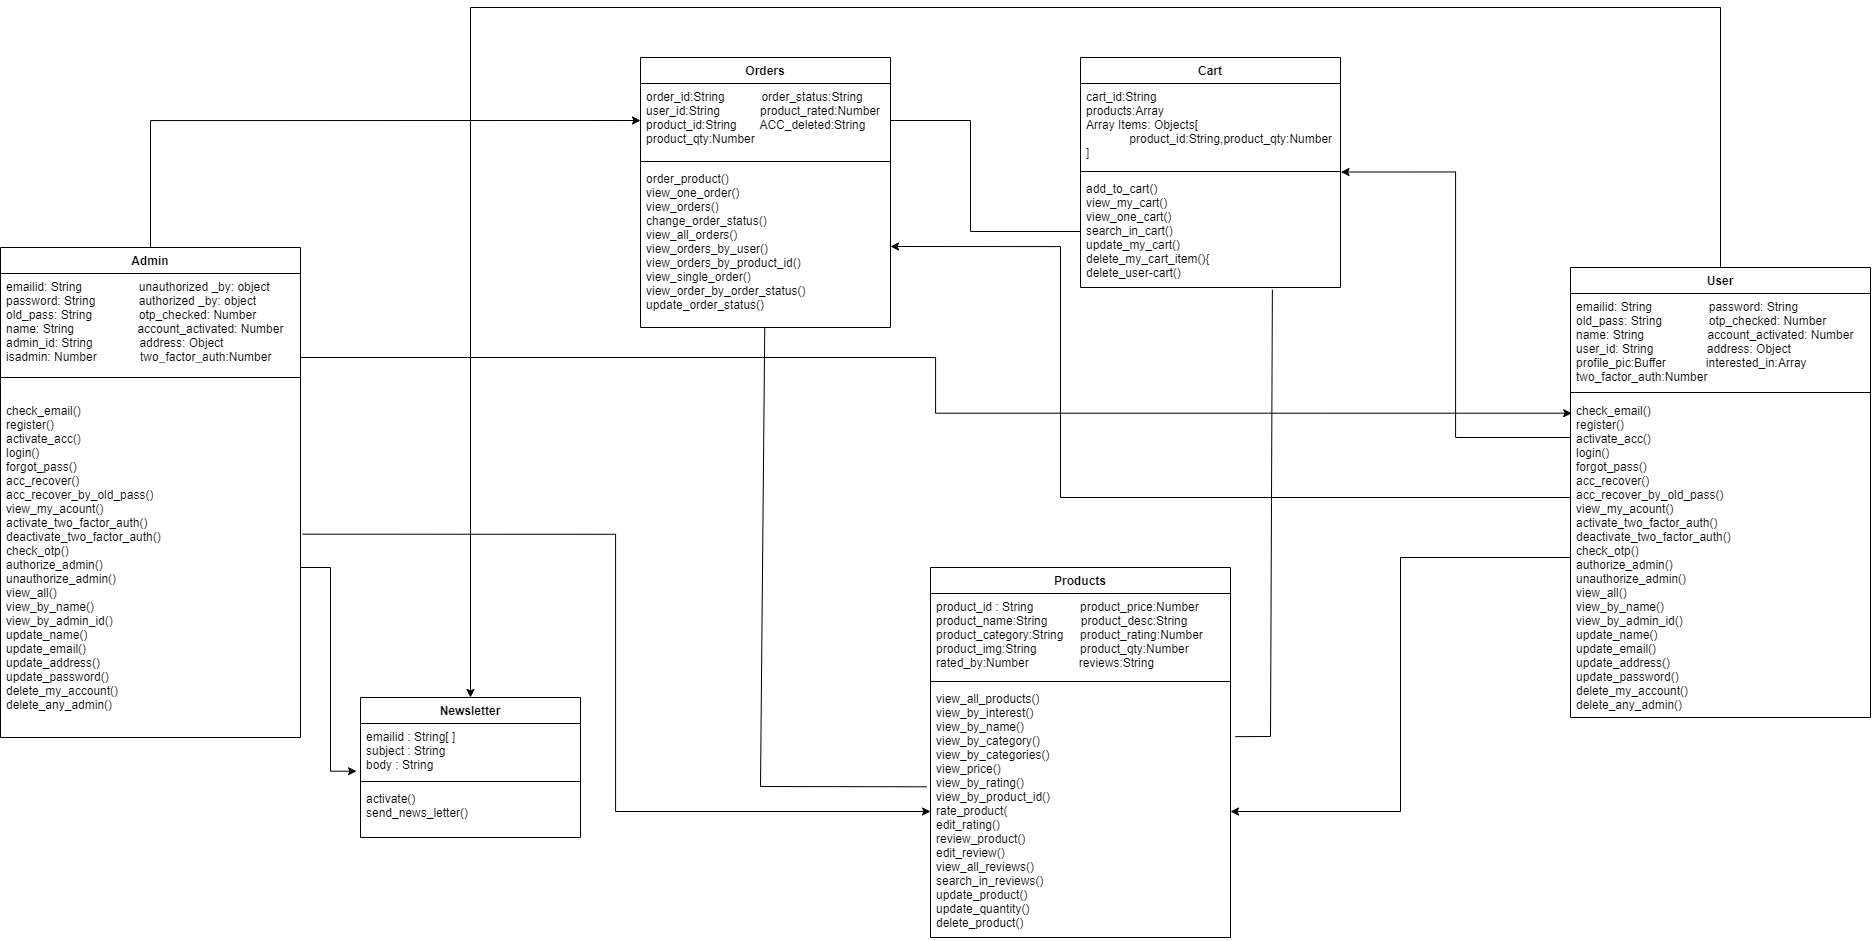 Orders
order_id:String order_status:String
user_id:String product_rated:Number
product_id:String ACC_deleted:String
product_qty:Number
order_product()
view_one_order()
view_orders()
change_order_status()
view_all_orders()
view_orders_by_user()
view_orders_by_product_id()
view_single_order()
view_order_by_order_status()
update_order_status()
Cart
cart_id:String
products:Array
Array Items: Objects[
product_id:String,product_qty:Number
]
add_to_cart()
view_my_cart()
view_one_cart()
search_in_cart()
update_my_cart()
delete_my_cart_item(){
delete_user-cart()
Admin
emailid: String unauthorized _by: object
password: String authorized _by: object
old_pass: String otp_checked: Number
name: String account_activated: Number
admin_id: String address: Object
isadmin: Number two_factor_auth:Number
check_email()
register()
activate_acc()
login()
forgot_pass()
acc_recover()
acc_recover_by_old_pass()
view_my_acount()
activate_two_factor_auth()
deactivate_two_factor_auth()
check_otp()
authorize_admin()
unauthorize_admin()
view_all()
view_by_name()
view_by_admin_id()
update_name()
update_email()
update_address()
update_password()
delete_my_account()
delete_any_admin()
User
emailid: String password: String
old_pass: String otp_checked: Number
name: String account_activated: Number
user_id: String address: Object
profile_pic:Buffer interested_in:Array
two_factor_auth:Number
check_email()
register()
activate_acc()
login()
forgot_pass()
acc_recover()
acc_recover_by_old_pass()
view_my_acount()
activate_two_factor_auth()
deactivate_two_factor_auth()
check_otp()
authorize_admin()
unauthorize_admin()
view_all()
view_by_name()
view_by_admin_id()
update_name()
update_email()
update_address()
update_password()
delete_my_account()
delete_any_admin()
Newsletter
emailid : String[ ]
subject : String
body : String
activate()
send_news_letter()
Products
product_id : String product_price:Number
product_name:String product_desc:String
product_category:String product_rating:Number
product_img:String product_qty:Number
rated_by:Number reviews:String
view_all_products()
view_by_interest()
view_by_name()
view_by_category()
view_by_categories()
view_price()
view_by_rating()
view_by_product_id()
rate_product(
edit_rating()
review_product()
edit_review()
view_all_reviews()
search_in_reviews()
update_product()
update_quantity()
delete_product()